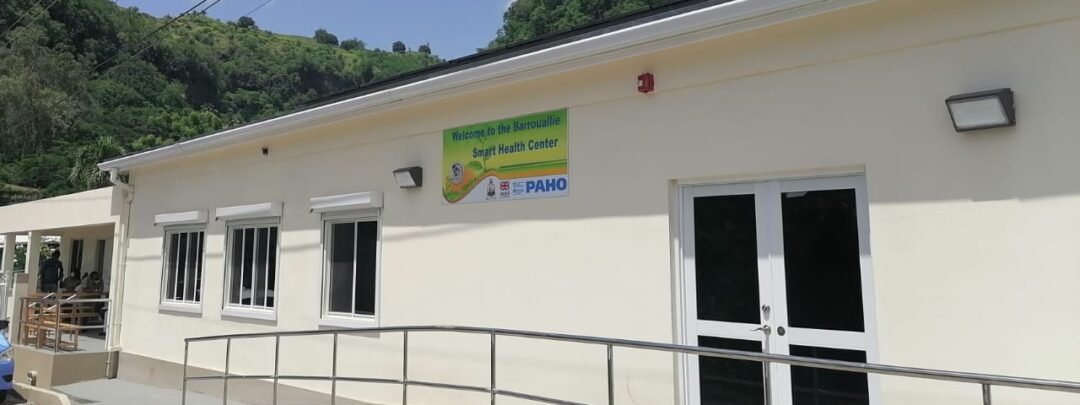 Welcome to the Barrouallie
Smart Health Center
PAHO